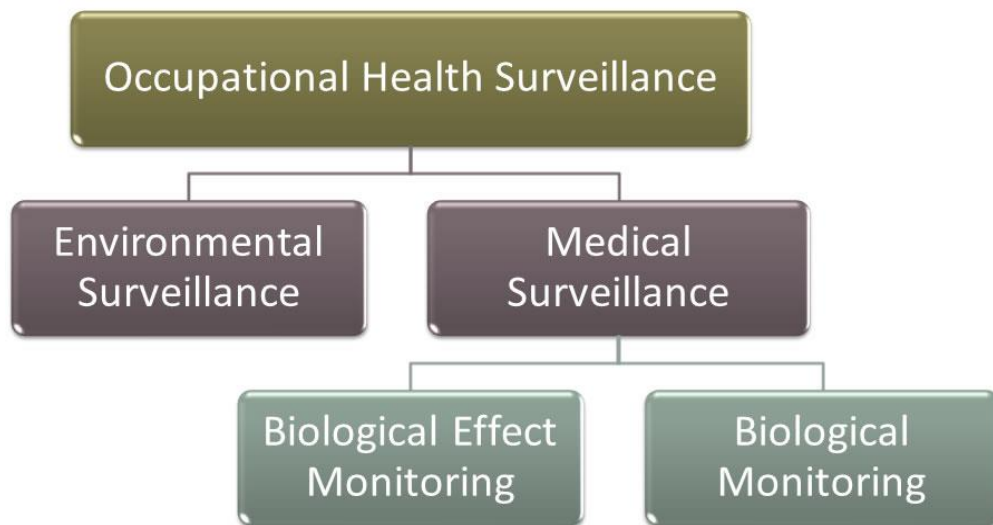 Occupational Health Surveillance
Environmental
Surveillance
Medical
Surveillance
Biological Effect
Monitoring
Biological
Monitoring